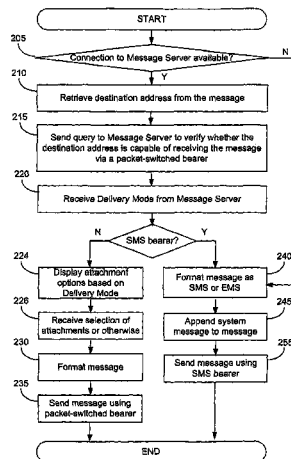 START
205
Connection to Message Server available?
N
Y
210
Retrieve destination address from the message
215
Send query to Message Server to verify whether the
destination address is capable of receiving the message
via a packet-switched bearer
220
Receive Delivery Mode from Message Server
N
SMS bearer?
Y
224
Display attachment
options based on
Delivery Mode
240
Format message as
SMS or EMS
226
Receive selection of
attachments or otherwise
245
Append system
message to message
230
Format message
255
Send message using
SMS bearer
235
Send message using
packet-switched bearer
END